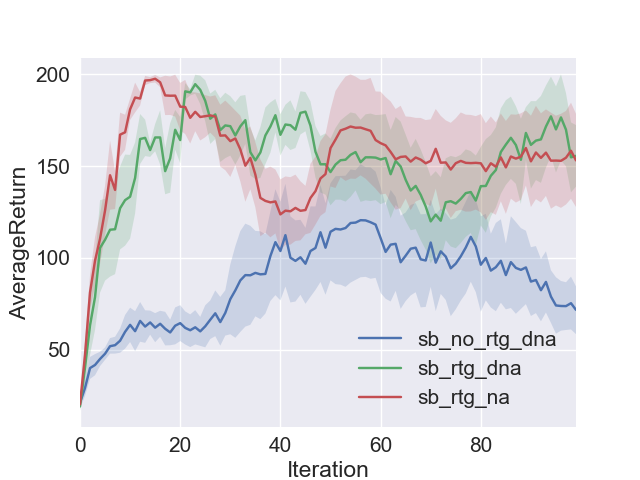 200
150
100
50
AverageReturn
0 20 40 60 80
Iteration
sb_no_rtg_dna
sb_rtg_dna
sb_rtg_na